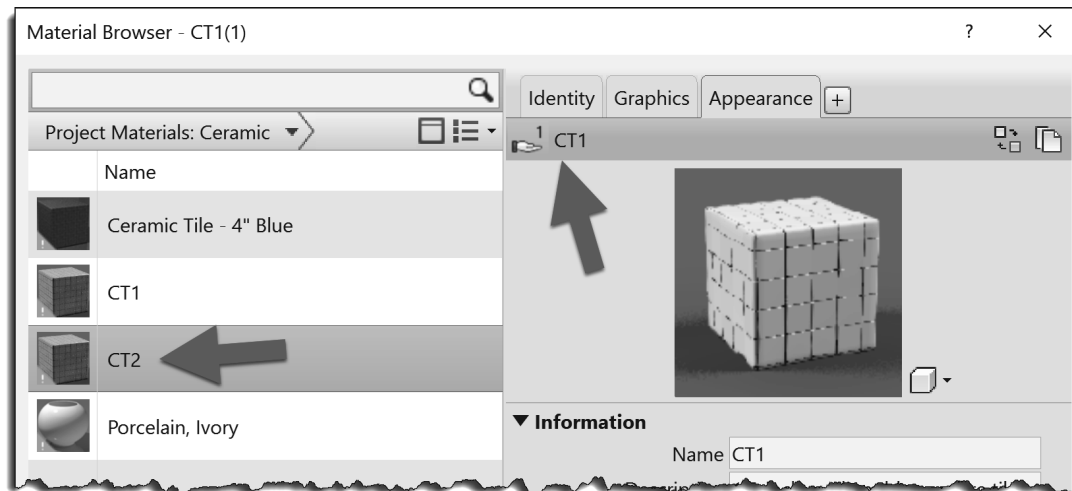 Material Browser - CT1(1)
?
Identity
Graphics
Appearance
+
Project Materials: Ceramic
1
CT1
Name
Ceramic Tile - 4" Blue
CT1
CT2
Porcelain, Ivory
Information
Name CT1